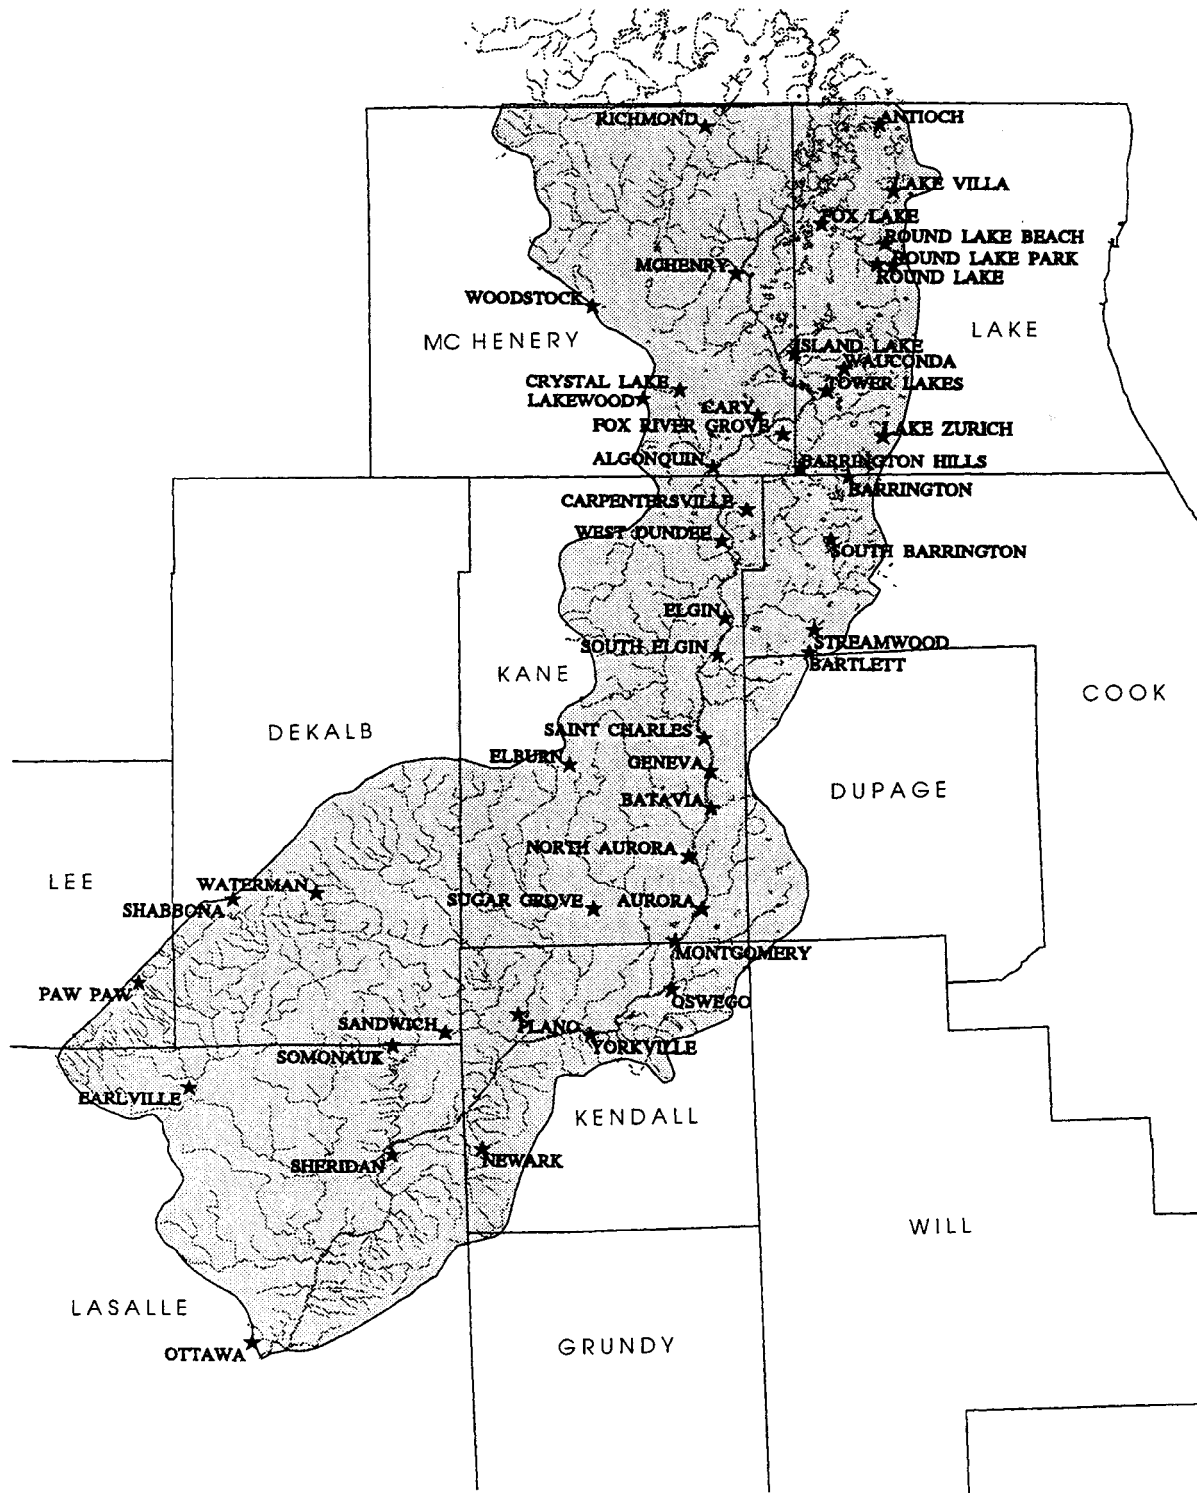 RICHMOND
ANTIOCH
LAKE VILLA
FOX LAKE
ROUND LAKE BEACH
ROUND LAKE PARK
MCHENRY
ROUND LAKE
WOODSTOCK
LAKE
MC HENERY
ISLAND LAKE
WAUCONDA
CRYSTAL LAKE
TOWER LAKES
LAKEWOOD
CARY
FOX RIVER GROVE
LAKE ZURICH
ALGONQUIN
BARRINGTON HILLS
BARRINGTON
CARPENTERSVILLE
WEST DUNDEE
SOUTH BARRINGTON
ELGIN
STREAMWOOD
SOUTH ELGIN
BARTLETT
KANE
COOK
DEKALB
SAINT CHARLES
ELBURN
GENEVA
DUPAGE
BATAVIA
NORTH AURORA
LEE
WATERMAN
SUGAR GROVE
AURORA
SHABBONA
MONTGOMERY
PAW PAW
OSWEGO
SANDWICH
PLANO
YORKVILLE
SOMONAUK
EARLVILLE
KENDALL
NEWARK
SHERIDAN
WILL
LASALLE
GRUNDY
OTTAWA